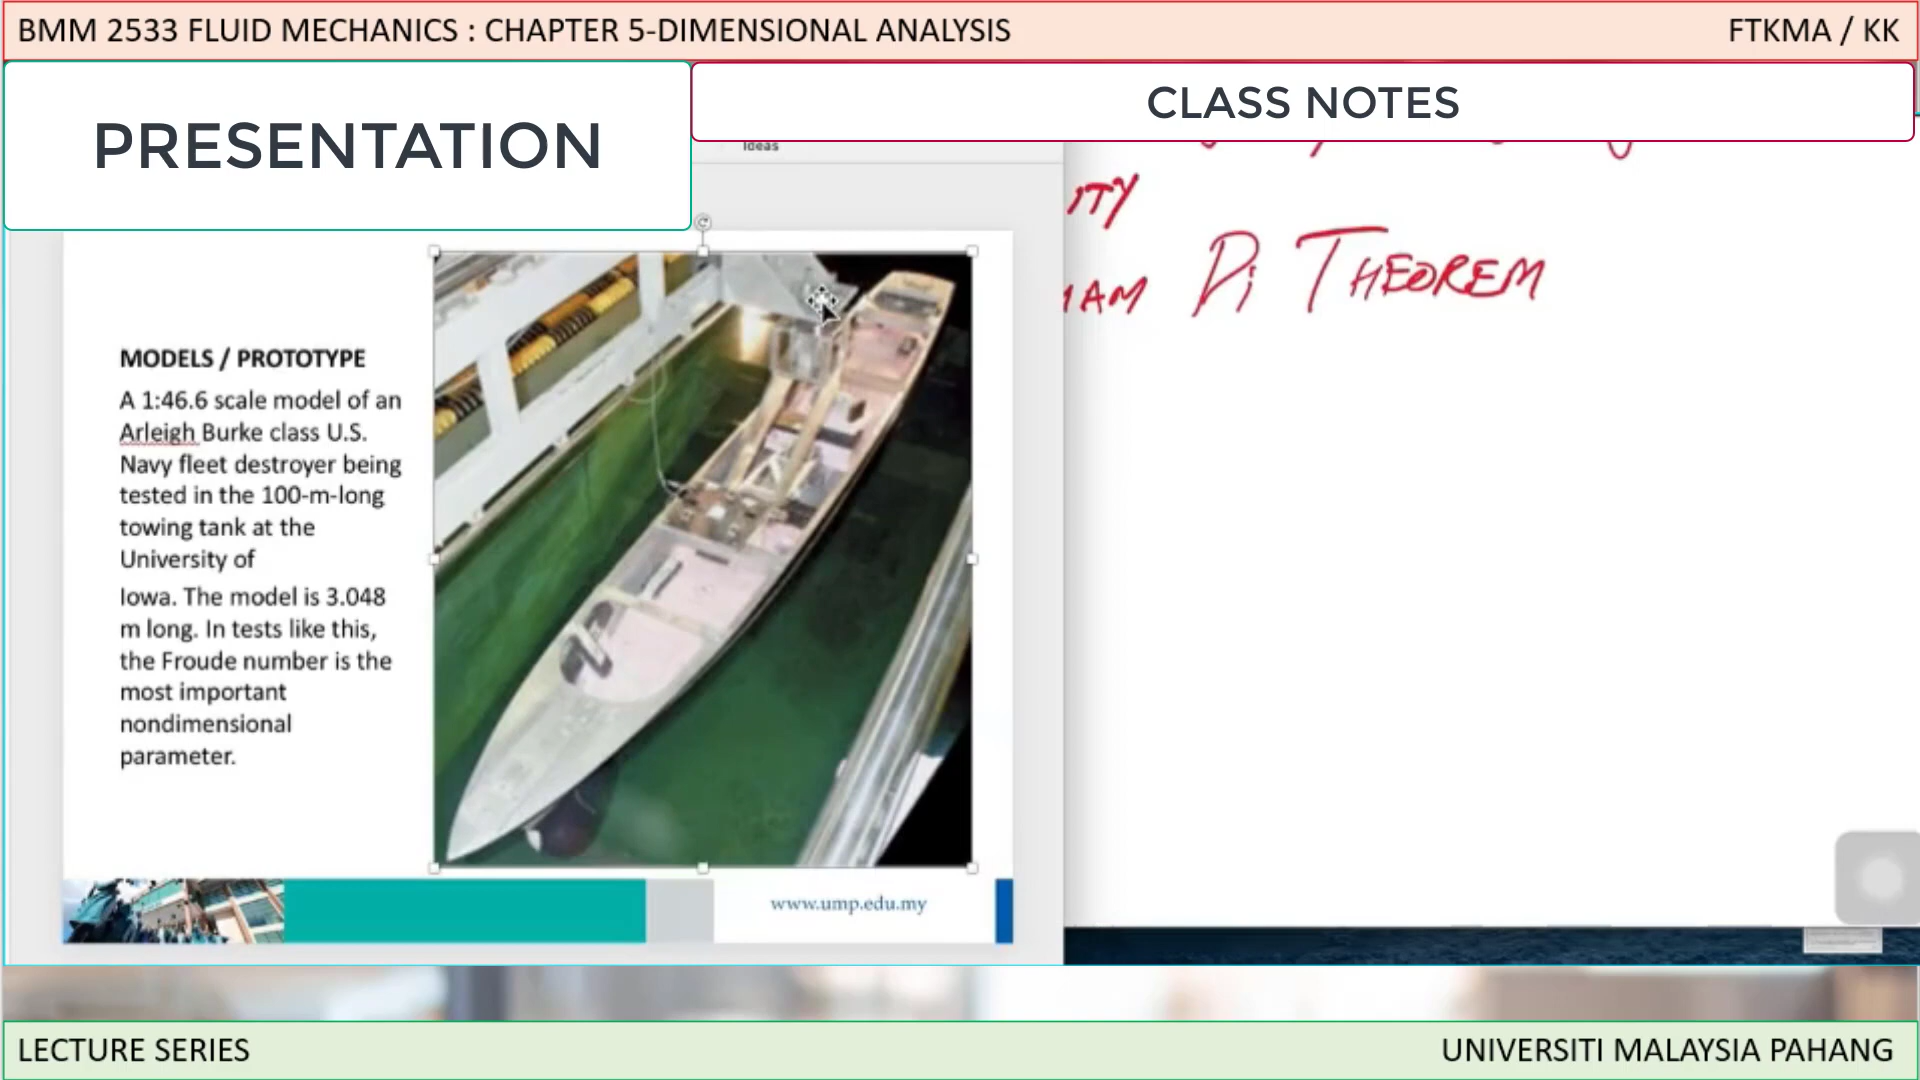 BMM 2533 FLUID MECHANICS : CHAPTER 5-DIMENSIONAL ANALYSIS
FTKMA / KK
PRESENTATION
CLASS NOTES
Ideas
ITY
AM Pi THEOREM
MODELS / PROTOTYPE
A 1:46.6 scale model of an
Arleigh Burke class U.S.
Navy fleet destroyer being
tested in the 100-m-long
towing tank at the
University of
Iowa. The model is 3.048
m long. In tests like this,
the Froude number is the
most important
nondimensional
parameter.
www.ump.edu.my
LECTURE SERIES
UNIVERSITI MALAYSIA PAHANG